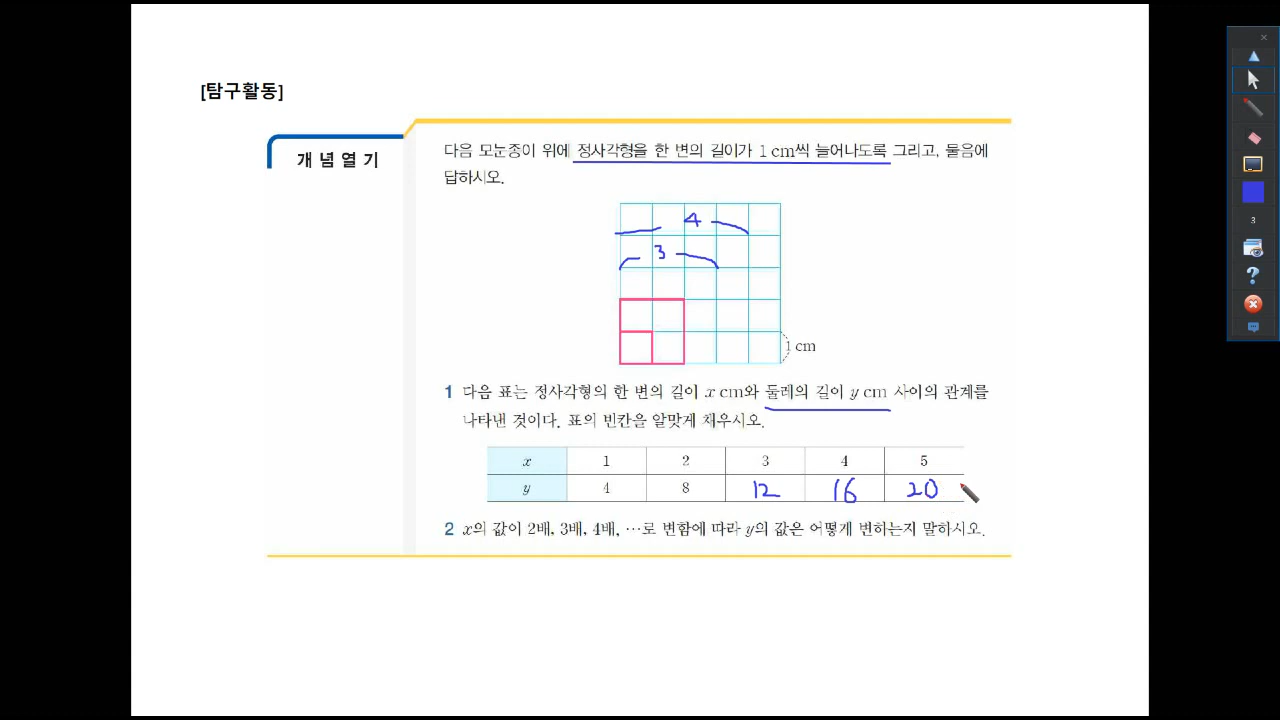 [탐구활동]
개 념 열 기
다음 모눈종이 위에 정사각형을 한 변의 길이가 1 cm씩 늘어나도록 그리고, 물음에
답하시오.
4
3
1 cm
1 다음 표는 정사각형의 한 변의 길이 x cm와 둘레의 길이 y cm 사이의 관계를
나타낸 것이다. 표의 빈칸을 알맞게 채우시오.
x 1 2 3 4 5
y 4 8 12 16 20
2 x의 값이 2배, 3배, 4배, …로 변함에 따라 y의 값은 어떻게 변하는지 말하시오.
3